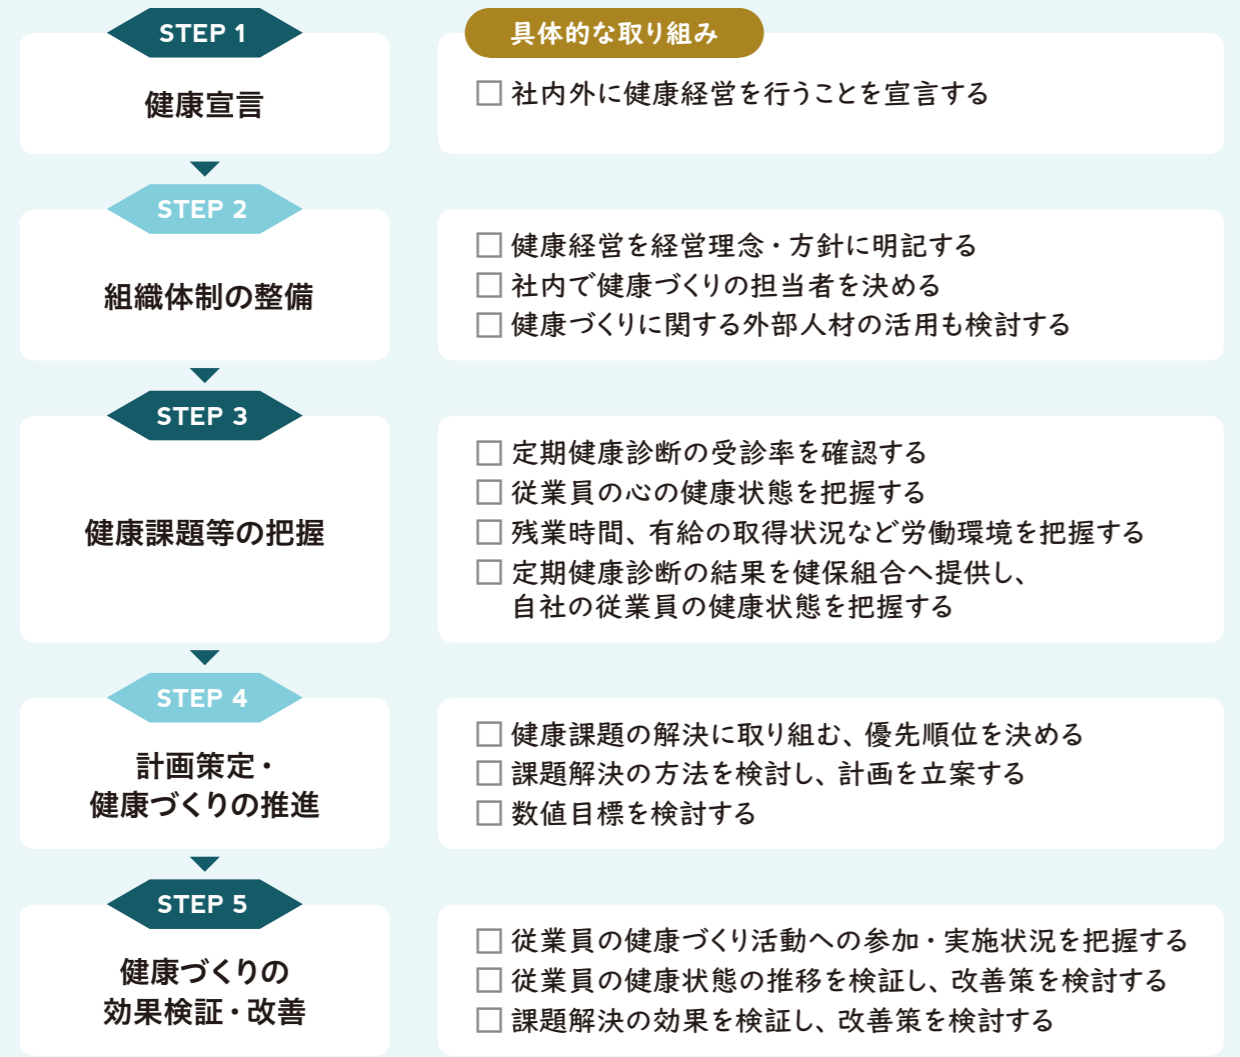 STEP 1
健康宣言
具体的な取り組み
□ 社内外に健康経営を行うことを宣言する
STEP 2
組織体制の整備
□ 健康経営を経営理念・方針に明記する
□ 社内で健康づくりの担当者を決める
□ 健康づくりに関する外部人材の活用も検討する
STEP 3
健康課題等の把握
□ 定期健康診断の受診率を確認する
□ 従業員の心の健康状態を把握する
□ 残業時間、有給の取得状況など労働環境を把握する
□ 定期健康診断の結果を健保組合へ提供し、
自社の従業員の健康状態を把握する
STEP 4
計画策定・
健康づくりの推進
□ 健康課題の解決に取り組む、優先順位を決める
□ 課題解決の方法を検討し、計画を立案する
□ 数値目標を検討する
STEP 5
健康づくりの
効果検証・改善
□ 従業員の健康づくり活動への参加・実施状況を把握する
□ 従業員の健康状態の推移を検証し、改善策を検討する
□ 課題解決の効果を検証し、改善策を検討する